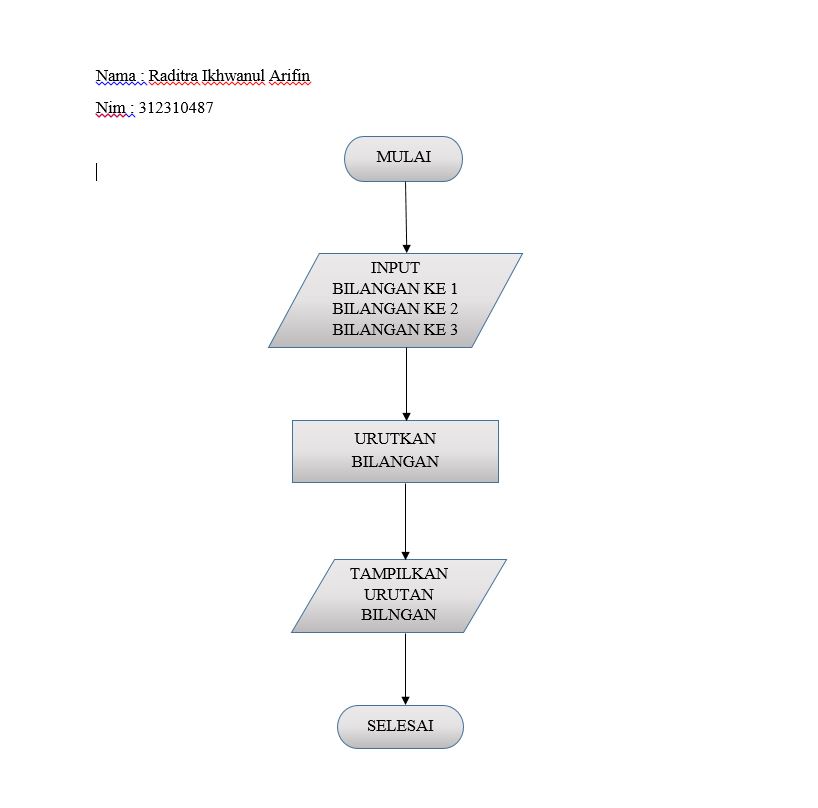 Nama : Raditra Ikhwanul Arifin
Nim : 312310487
MULAI
INPUT
BILANGAN KE 1
BILANGAN KE 2
BILANGAN KE 3
URUTKAN
BILANGAN
TAMPILKAN
URUTAN
BILNGAN
SELESAI